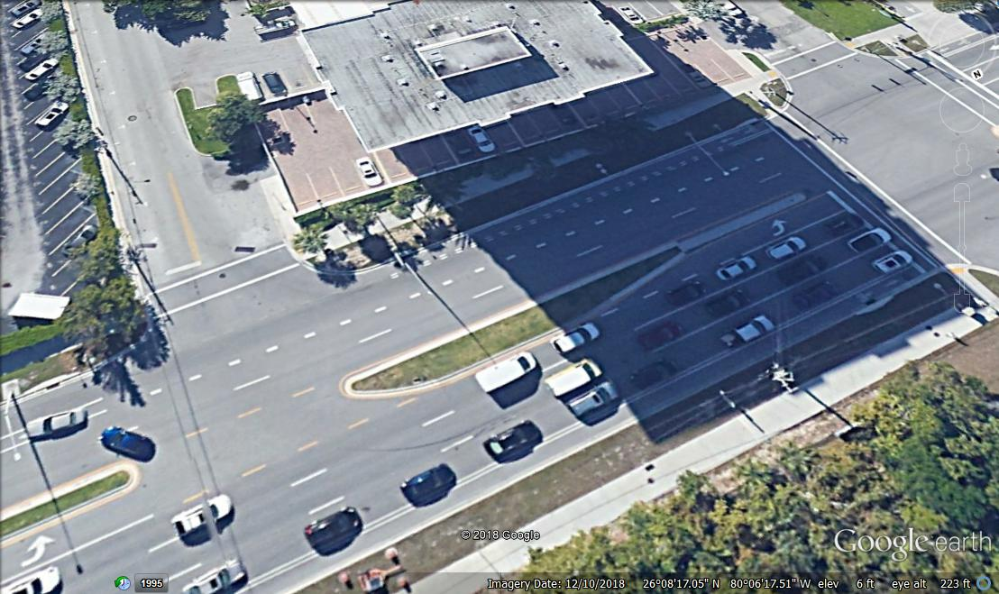 N
© 2018 Google
Google earth
1995
Imagery Date: 12/10/2018 26°08'17.05" N 80°06'17.51" W elev 6 ft eye alt 223 ft